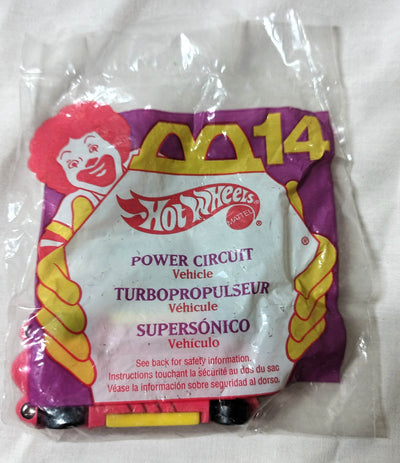 14
HOT WHEELS®
MATTEL
®
POWER CIRCUIT
Vehicle
TURBOPROPULSEUR
Véhicule
SUPERSÓNICO
Vehículo
See back for safety information.
Instructions touchant la sécurité au dos du sac
Véase la información sobre seguridad al dorso.